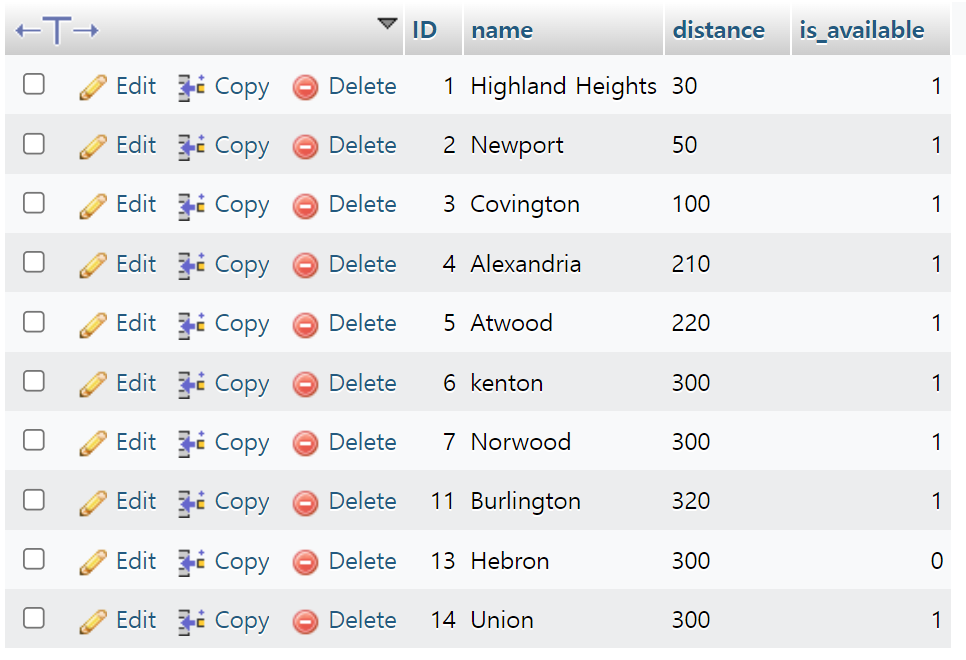 ID name distance is_available
Edit Copy Delete 1 Highland Heights 30 1
Edit Copy Delete 2 Newport 50 1
Edit Copy Delete 3 Covington 100 1
Edit Copy Delete 4 Alexandria 210 1
Edit Copy Delete 5 Atwood 220 1
Edit Copy Delete 6 kenton 300 1
Edit Copy Delete 7 Norwood 300 1
Edit Copy Delete 11 Burlington 320 1
Edit Copy Delete 13 Hebron 300 0
Edit Copy Delete 14 Union 300 1